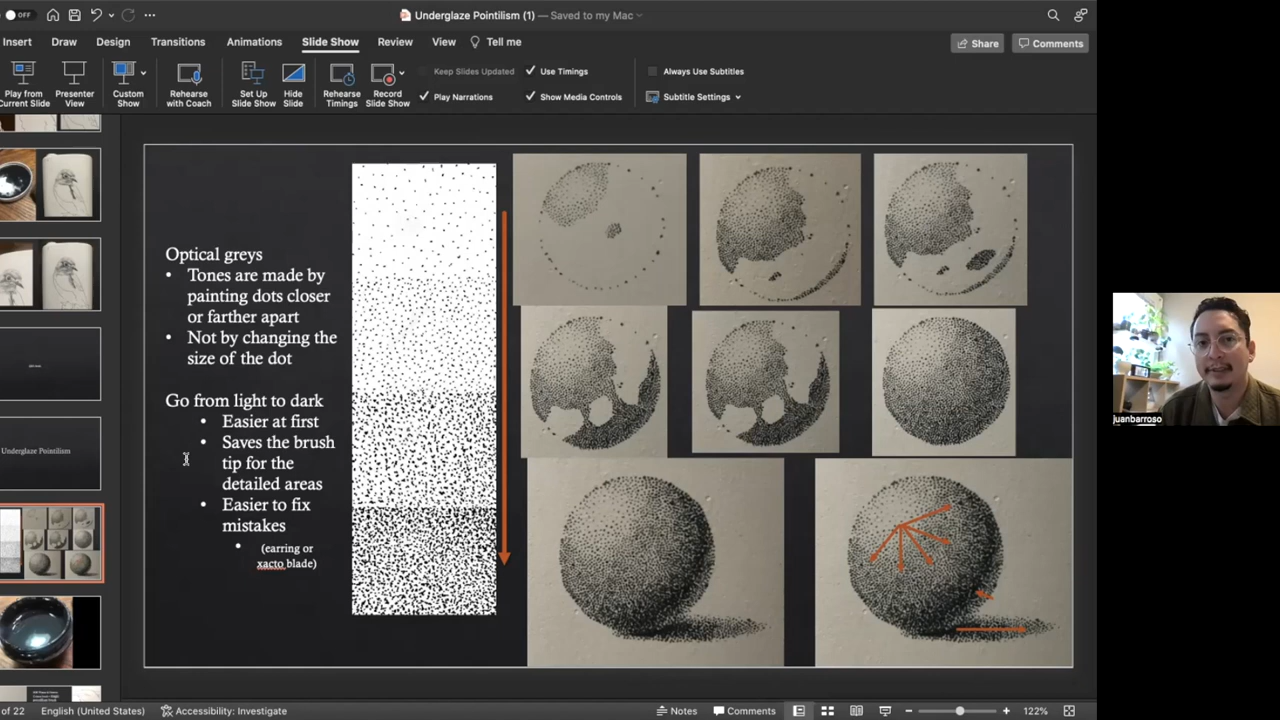 OFF
Underglaze Pointilism (1) — Saved to my Mac
Insert Draw Design Transitions Animations Slide Show Review View Tell me
Share Comments
Play from Current Slide
Presenter View
Custom Show
Rehearse with Coach
Set Up Slide Show
Hide Slide
Rehearse Timings
Record Slide Show
Keep Slides Updated
Use Timings
Play Narrations
Show Media Controls
Always Use Subtitles
Subtitle Settings
Underglaze Pointilism
Optical greys
• Tones are made by
painting dots closer
or farther apart
• Not by changing the
size of the dot
Go from light to dark
• Easier at first
• Saves the brush
tip for the
detailed areas
• Easier to fix
mistakes
• (earring or
xacto blade)
juanbarroso
of 22 English (United States) Accessibility: Investigate Notes Comments 122%